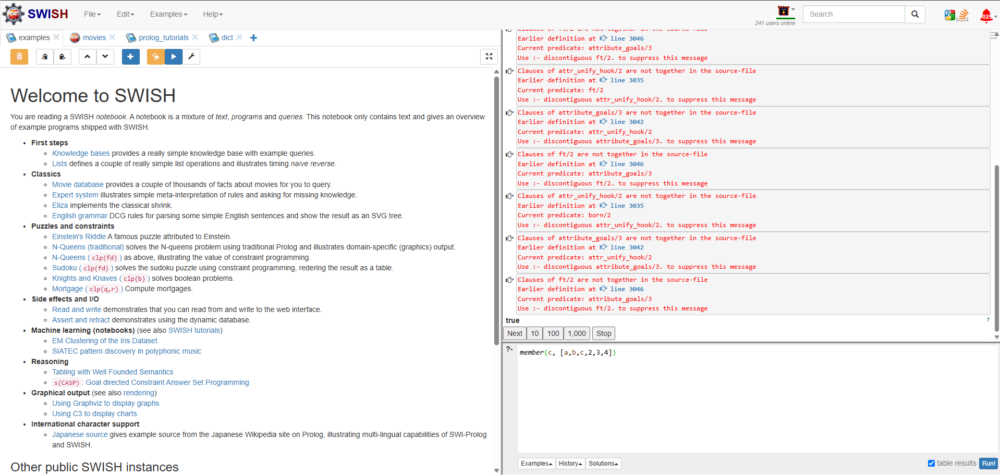 SWISH File Edit Examples Help
241 users online
Search
examples movies prolog_tutorials dict
Welcome to SWISH
You are reading a SWISH notebook. A notebook is a mixture of text, programs and queries. This notebook only contains text and gives an overview
of example programs shipped with SWISH.
• First steps
◦ Knowledge bases provides a really simple knowledge base with example queries.
◦ Lists defines a couple of really simple list operations and illustrates timing naive reverse.
• Classics
◦ Movie database provides a couple of thousands of facts about movies for you to query.
◦ Expert system illustrates simple meta-interpretation of rules and asking for missing knowledge.
◦ Eliza implements the classical shrink.
◦ English grammar DCG rules for parsing some simple English sentences and show the result as an SVG tree.
• Puzzles and constraints
◦ Einstein's Riddle A famous puzzle attributed to Einstein.
◦ N-Queens (traditional) solves the N-queens problem using traditional Prolog and illustrates domain-specific (graphics) output.
◦ N-Queens ( clp(fd) ) as above, illustrating the value of constraint programming.
◦ Sudoku ( clp(fd) ) solves the sudoku puzzle using constraint programming, redering the result as a table.
◦ Knights and Knaves ( clp(b) ) solves boolean problems.
◦ Mortgage ( clp(q,r) ) Compute mortgages.
• Side effects and I/O
◦ Read and write demonstrates that you can read from and write to the web interface.
◦ Assert and retract demonstrates using the dynamic database.
• Machine learning (notebooks) (see also SWISH tutorials)
◦ EM Clustering of the Iris Dataset
◦ SIATEC pattern discovery in polyphonic music
• Reasoning
◦ Tabling with Well Founded Semantics
◦ s(CASP) : Goal directed Constraint Answer Set Programming
• Graphical output (see also rendering)
◦ Using Graphviz to display graphs
◦ Using C3 to display charts
• International character support
◦ Japanese source gives example source from the Japanese Wikipedia site on Prolog, illustrating multi-lingual capabilities of SWI-Prolog
and SWISH.
Other public SWISH instances
Clauses of ft/2 are not together in the source-file
Earlier definition at line 3046
Current predicate: attribute_goals/3
Use :- discontiguous ft/2. to suppress this message
Clauses of attr_unify_hook/2 are not together in the source-file
Earlier definition at line 3035
Current predicate: ft/2
Use :- discontiguous attr_unify_hook/2. to suppress this message
Clauses of attribute_goals/3 are not together in the source-file
Earlier definition at line 3042
Current predicate: attr_unify_hook/2
Use :- discontiguous attribute_goals/3. to suppress this message
Clauses of ft/2 are not together in the source-file
Earlier definition at line 3046
Current predicate: attribute_goals/3
Use :- discontiguous ft/2. to suppress this message
Clauses of attr_unify_hook/2 are not together in the source-file
Earlier definition at line 3035
Current predicate: born/2
Use :- discontiguous attr_unify_hook/2. to suppress this message
Clauses of attribute_goals/3 are not together in the source-file
Earlier definition at line 3042
Current predicate: attr_unify_hook/2
Use :- discontiguous attribute_goals/3. to suppress this message
Clauses of ft/2 are not together in the source-file
Earlier definition at line 3046
Current predicate: attribute_goals/3
Use :- discontiguous ft/2. to suppress this message
true 1
Next 10 100 1,000 Stop
?- member(c, [a,b,c,2,3,4])
Examples History Solutions table results Run!